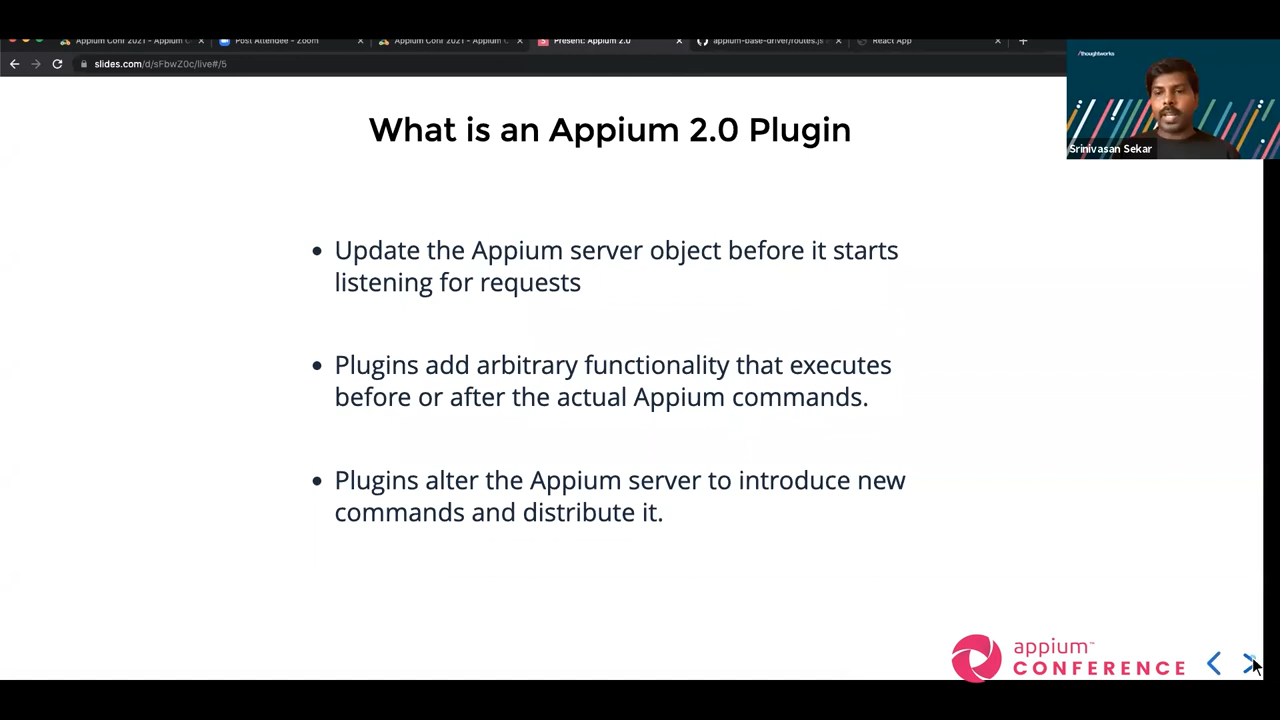 Appium Conf 2021 - Appium C
Post Attendee - Zoom
Appium Conf 2021 - Appium C
Present: Appium 2.0
appium-base-driver/routes.js
React App
slides.com/d/sFbwZ0c/live#/5
/thoughtworks
Srinivasan Sekar
What is an Appium 2.0 Plugin
• Update the Appium server object before it starts
listening for requests
• Plugins add arbitrary functionality that executes
before or after the actual Appium commands.
• Plugins alter the Appium server to introduce new
commands and distribute it.
appium™
CONFERENCE